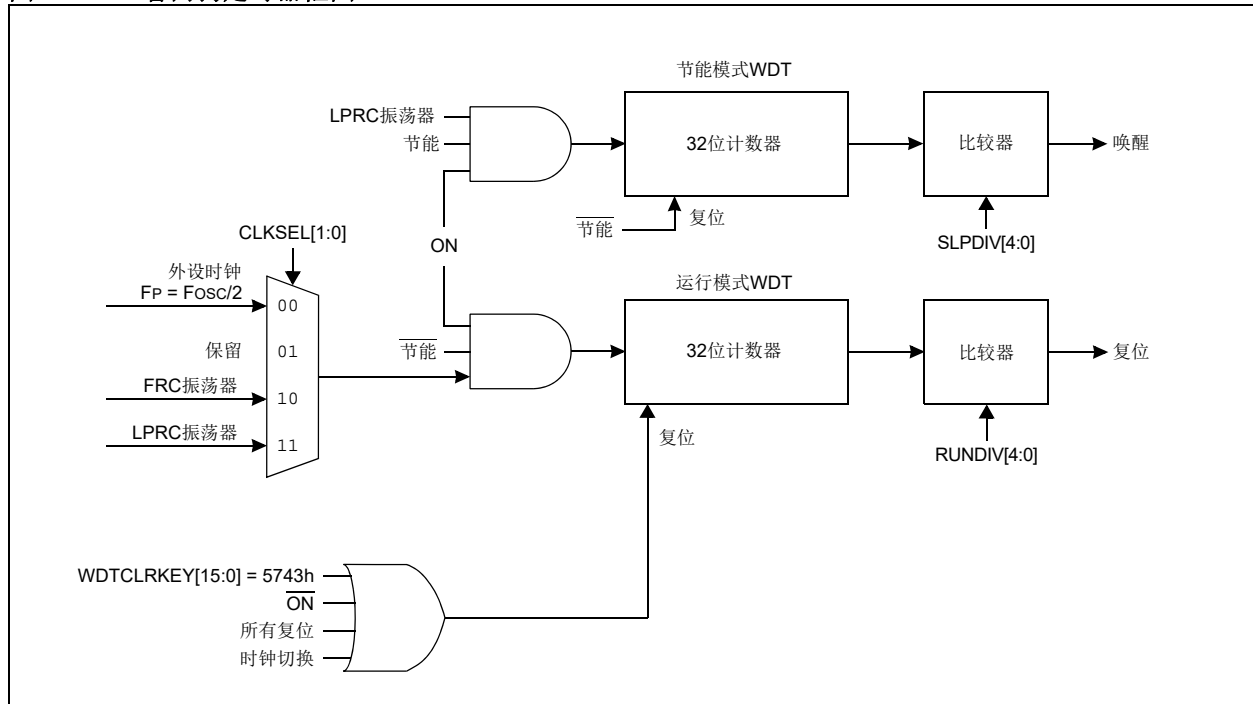 节能模式WDT
LPRC振荡器
节能
32位计数器
比较器
唤醒
节能
复位
SLPDIV[4:0]
CLKSEL[1:0]
ON
外设时钟
FP = FOSC/2
00
保留
01
FRC振荡器
10
LPRC振荡器
11
运行模式WDT
节能
32位计数器
比较器
复位
复位
RUNDIV[4:0]
WDTCLRKEY[15:0] = 5743h
ON
所有复位
时钟切换